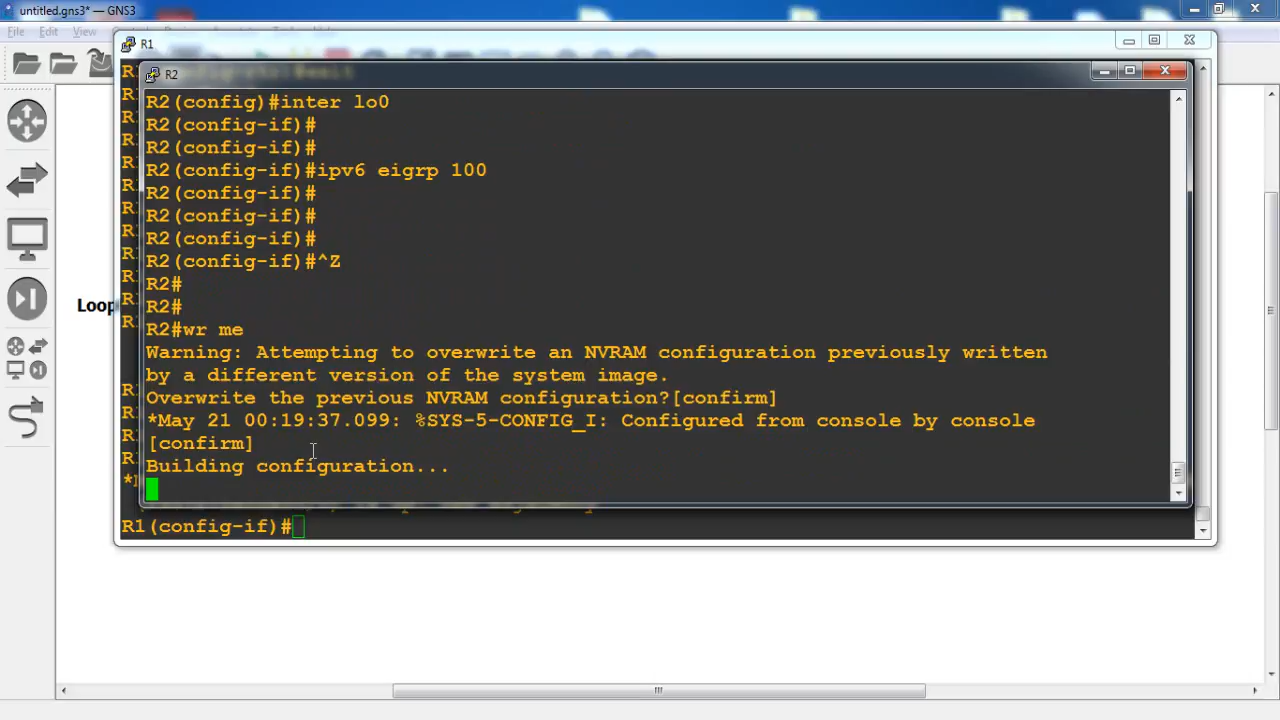 untitled.gns3* — GNS3
File Edit View
R1
R2
R2(config)#inter lo0
R2(config-if)#
R2(config-if)#
R2(config-if)#ipv6 eigrp 100
R2(config-if)#
R2(config-if)#
R2(config-if)#
R2(config-if)#^Z
R2#
R2#
R2#wr me
Warning: Attempting to overwrite an NVRAM configuration previously written
by a different version of the system image.
Overwrite the previous NVRAM configuration?[confirm]
*May 21 00:19:37.099: %SYS-5-CONFIG_I: Configured from console by console
[confirm]
Building configuration...
R1(config-if)#
Loop